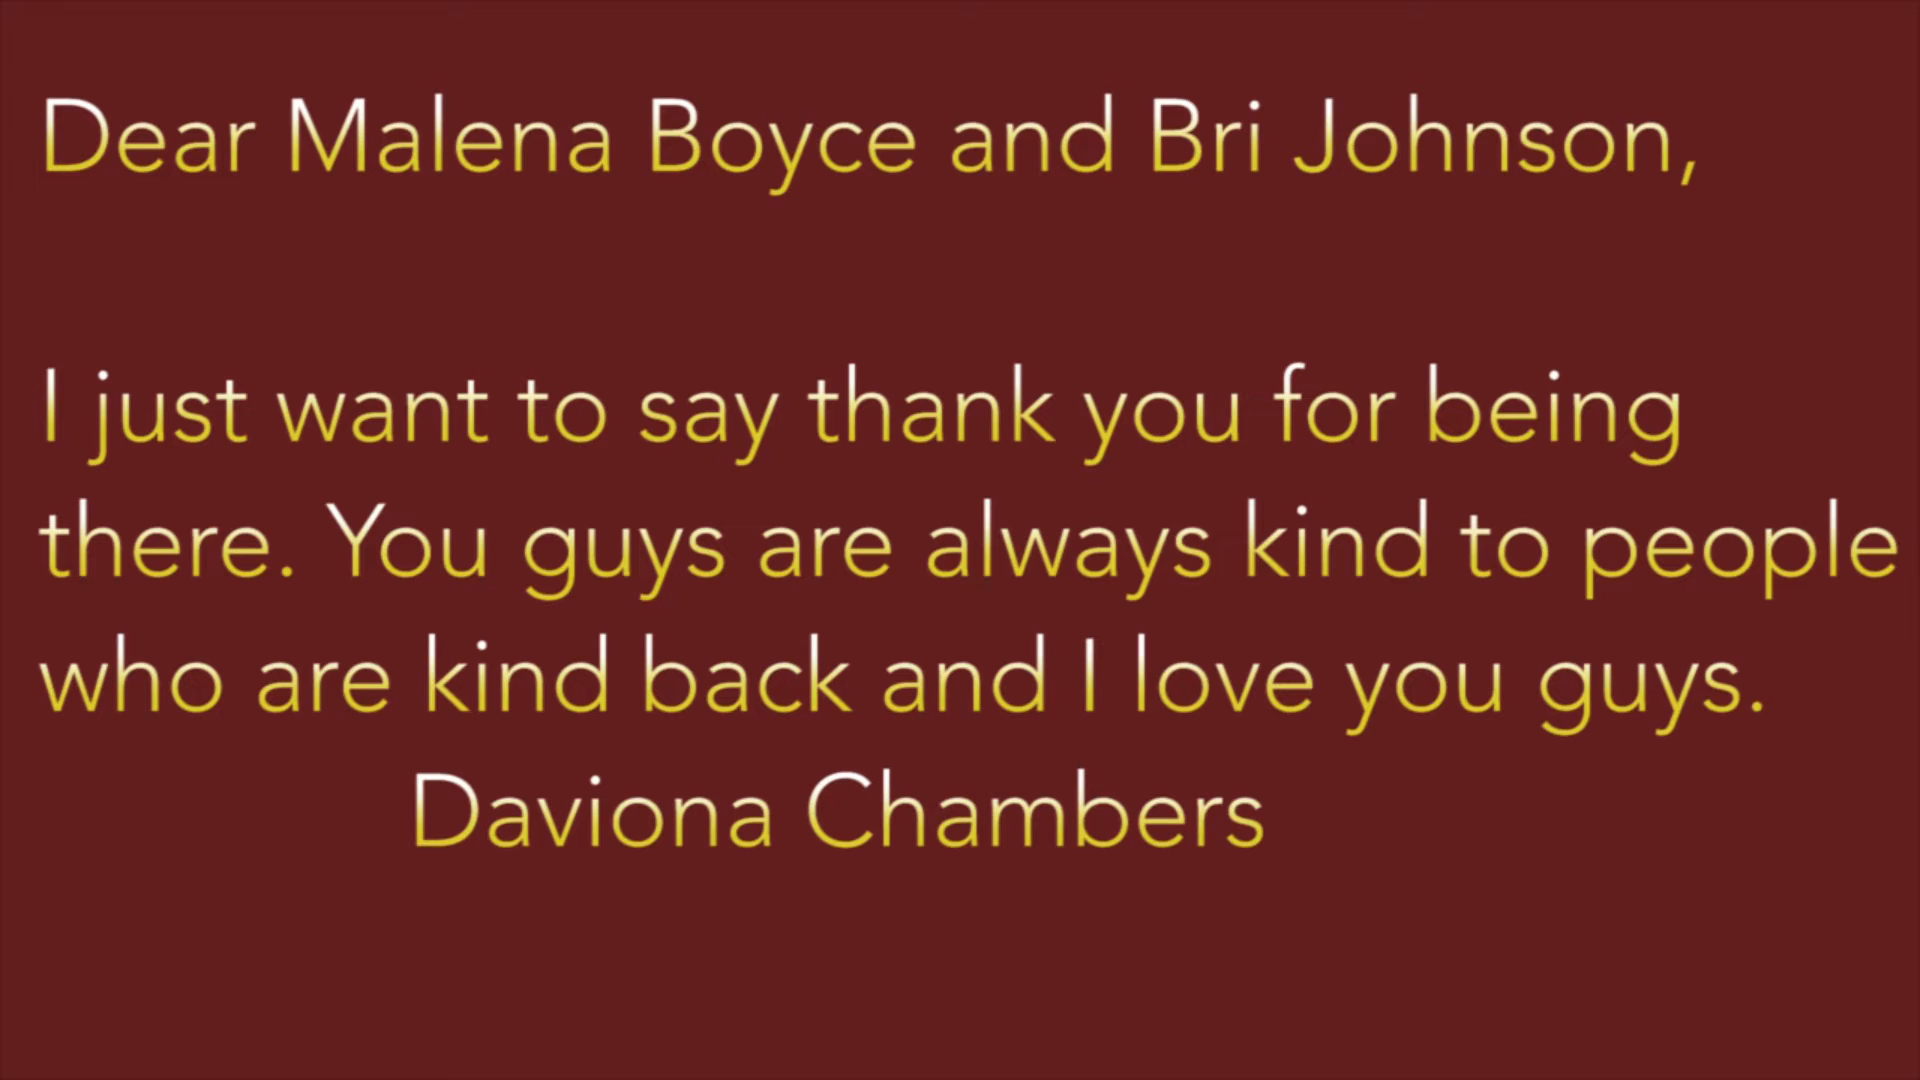 Dear Malena Boyce and Bri Johnson,
I just want to say thank you for being
there. You guys are always kind to people
who are kind back and I love you guys.
Daviona Chambers